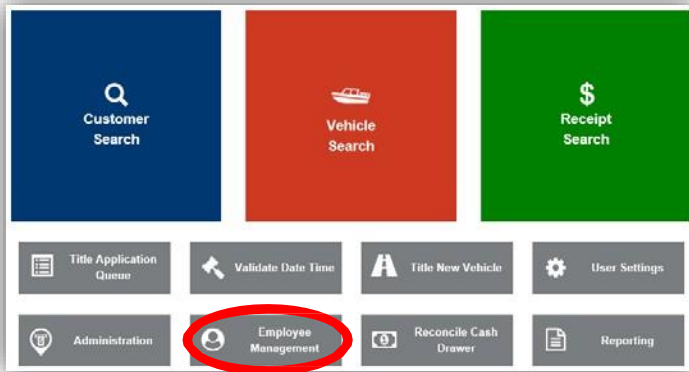 Customer
Search
Vehicle
Search
$
Receipt
Search
Title Application
Queue
Validate Date Time
Title New Vehicle
User Settings
Administration
Employee
Management
Reconcile Cash
Drawer
Reporting